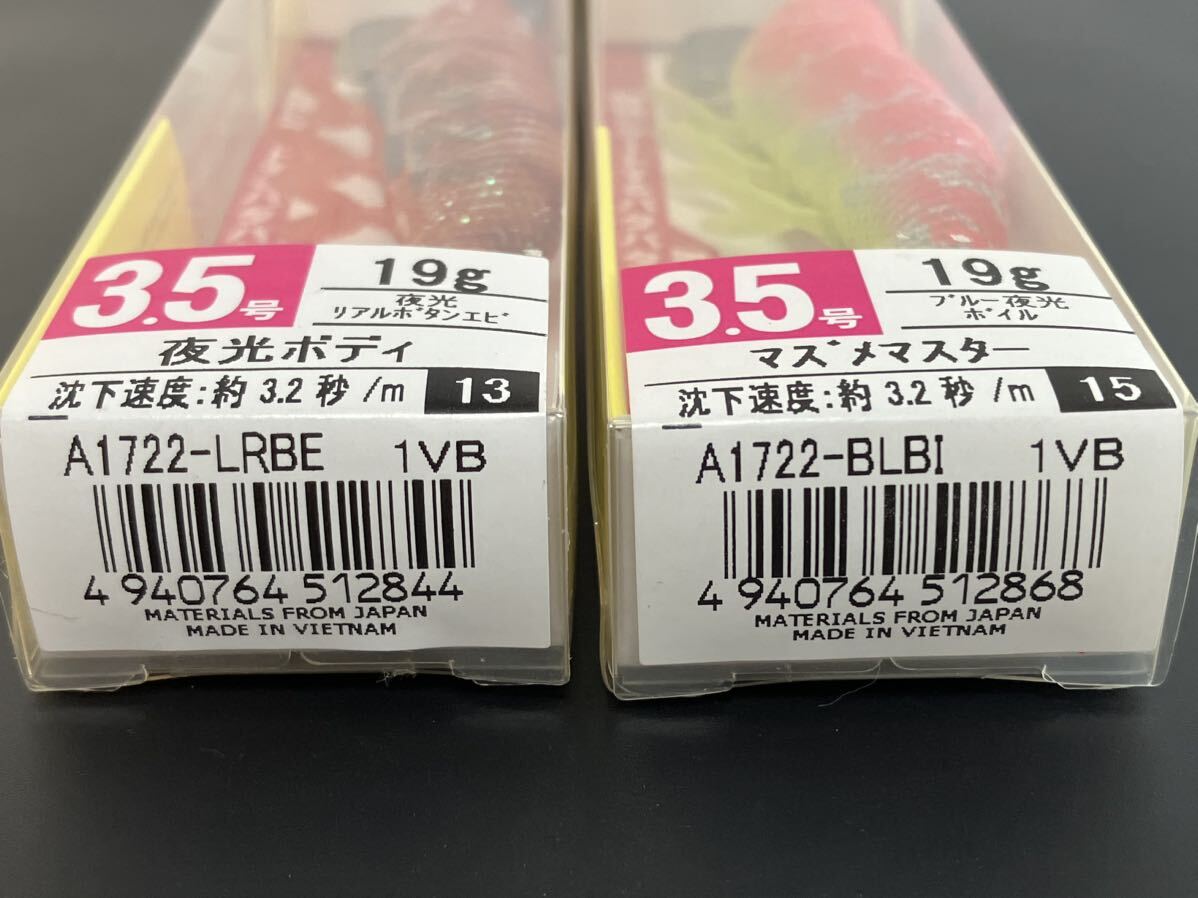 3.5号
19g
夜光
リアルボタンエビ
夜光ボディ
沈下速度:約 3.2 秒/m
13
A1722-LRBE 1VB
4 940764 512844
MATERIALS FROM JAPAN
MADE IN VIETNAM
3.5号
19g
ブルー夜光
ボイル
マズメマスター
沈下速度:約 3.2 秒/m
15
A1722-BLBI 1VB
4 940764 512868
MATERIALS FROM JAPAN
MADE IN VIETNAM